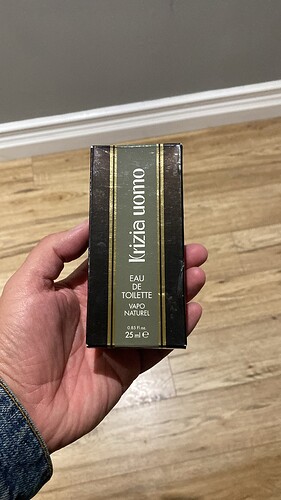 Krizia uomo
EAU
DE
TOILETTE
VAPO
NATUREL
0.83 fl.oz.
25 ml ℮